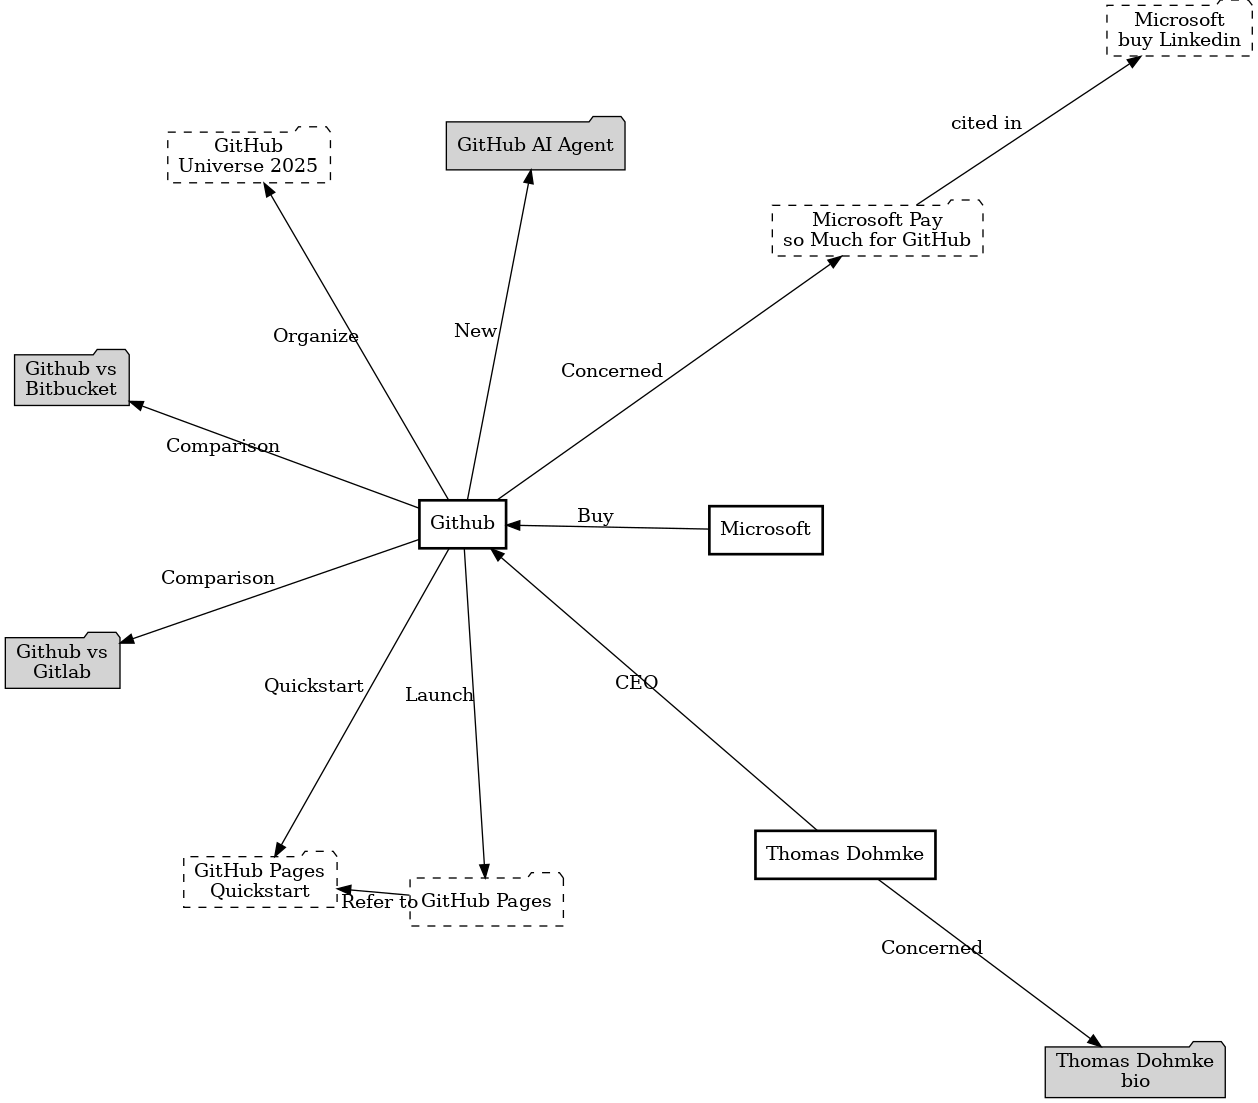 Microsoft
buy Linkedin
cited in
GitHub
Universe 2025
GitHub AI Agent
Microsoft Pay
so Much for GitHub
Organize
New
Concerned
Github vs
Bitbucket
Comparison
Github
Buy
Microsoft
Comparison
Github vs
Gitlab
Quickstart
Launch
CEO
GitHub Pages
Quickstart
Refer to
GitHub Pages
Thomas Dohmke
Concerned
Thomas Dohmke
bio